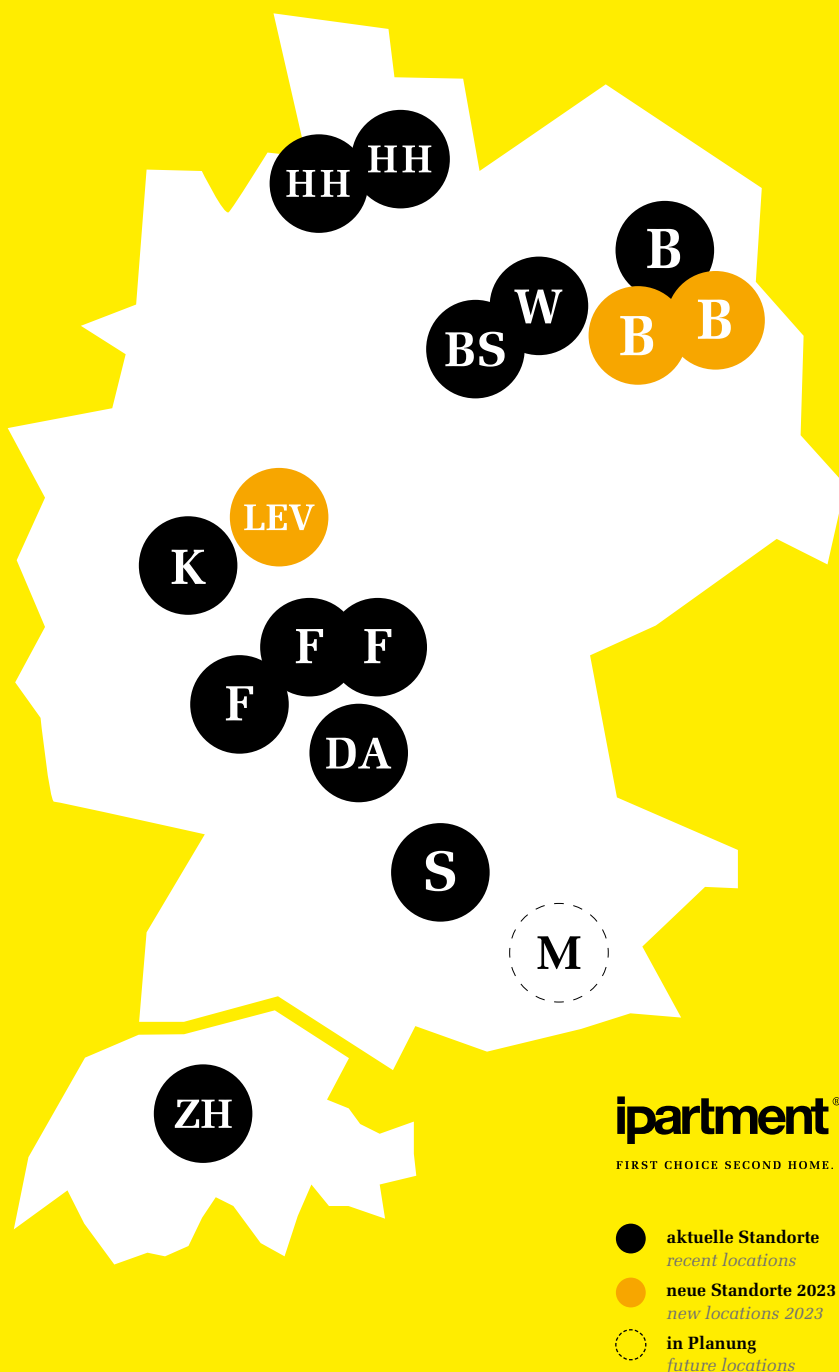 HH
HH
B
W
B
B
BS
LEV
K
F
F
F
DA
S
M
ZH
ipartment®
FIRST CHOICE SECOND HOME.
aktuelle Standorte
recent locations
neue Standorte 2023
new locations 2023
in Planung
future locations